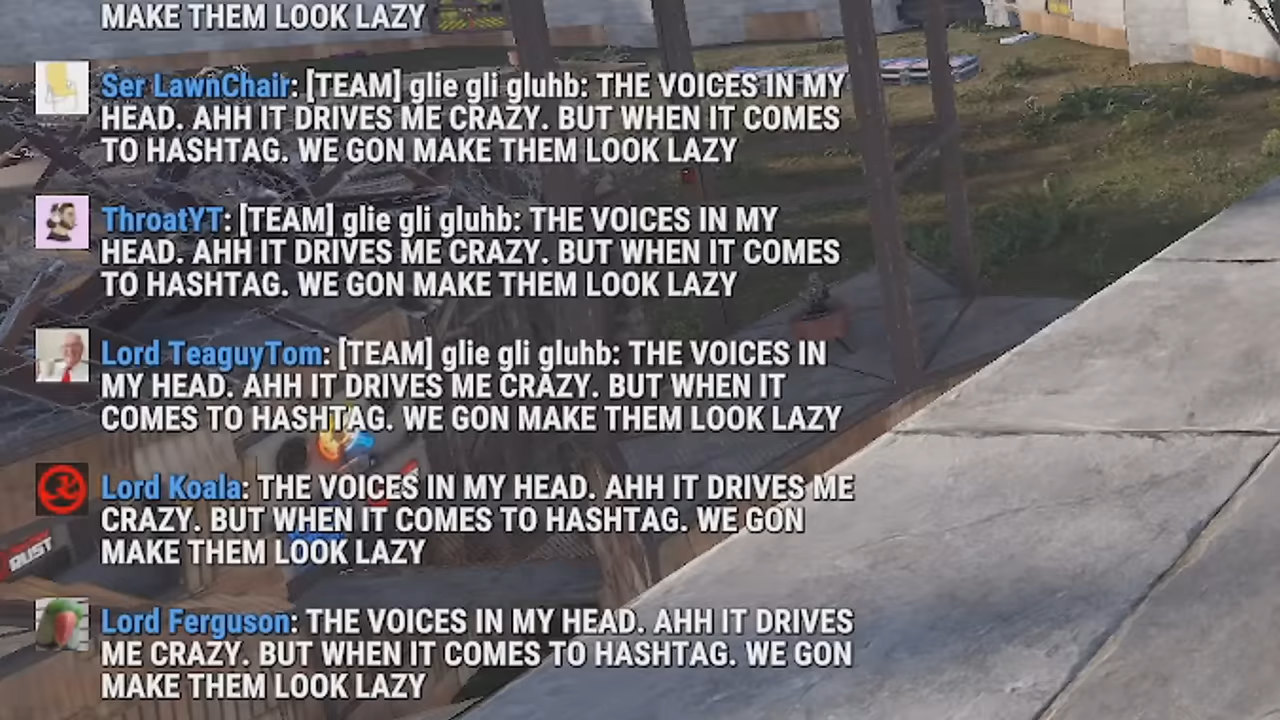 MAKE THEM LOOK LAZY
Ser LawnChair: [TEAM] glie gli gluhb: THE VOICES IN MY
HEAD. AHH IT DRIVES ME CRAZY. BUT WHEN IT COMES
TO HASHTAG. WE GON MAKE THEM LOOK LAZY
ThroatYT: [TEAM] glie gli gluhb: THE VOICES IN MY
HEAD. AHH IT DRIVES ME CRAZY. BUT WHEN IT COMES
TO HASHTAG. WE GON MAKE THEM LOOK LAZY
Lord TeaguyTom: [TEAM] glie gli gluhb: THE VOICES IN
MY HEAD. AHH IT DRIVES ME CRAZY. BUT WHEN IT
COMES TO HASHTAG. WE GON MAKE THEM LOOK LAZY
Lord Koala: THE VOICES IN MY HEAD. AHH IT DRIVES ME
CRAZY. BUT WHEN IT COMES TO HASHTAG. WE GON
MAKE THEM LOOK LAZY
RUST
Lord Ferguson: THE VOICES IN MY HEAD. AHH IT DRIVES
ME CRAZY. BUT WHEN IT COMES TO HASHTAG. WE GON
MAKE THEM LOOK LAZY